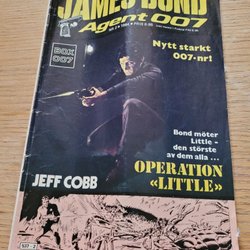 JAMES BOND
Agent 007
BOX
007
Nytt starkt
007-nr!
Bond möter
Little -
den störste
av dem alla ...
OPERATION
«LITTLE»
JEFF COBB